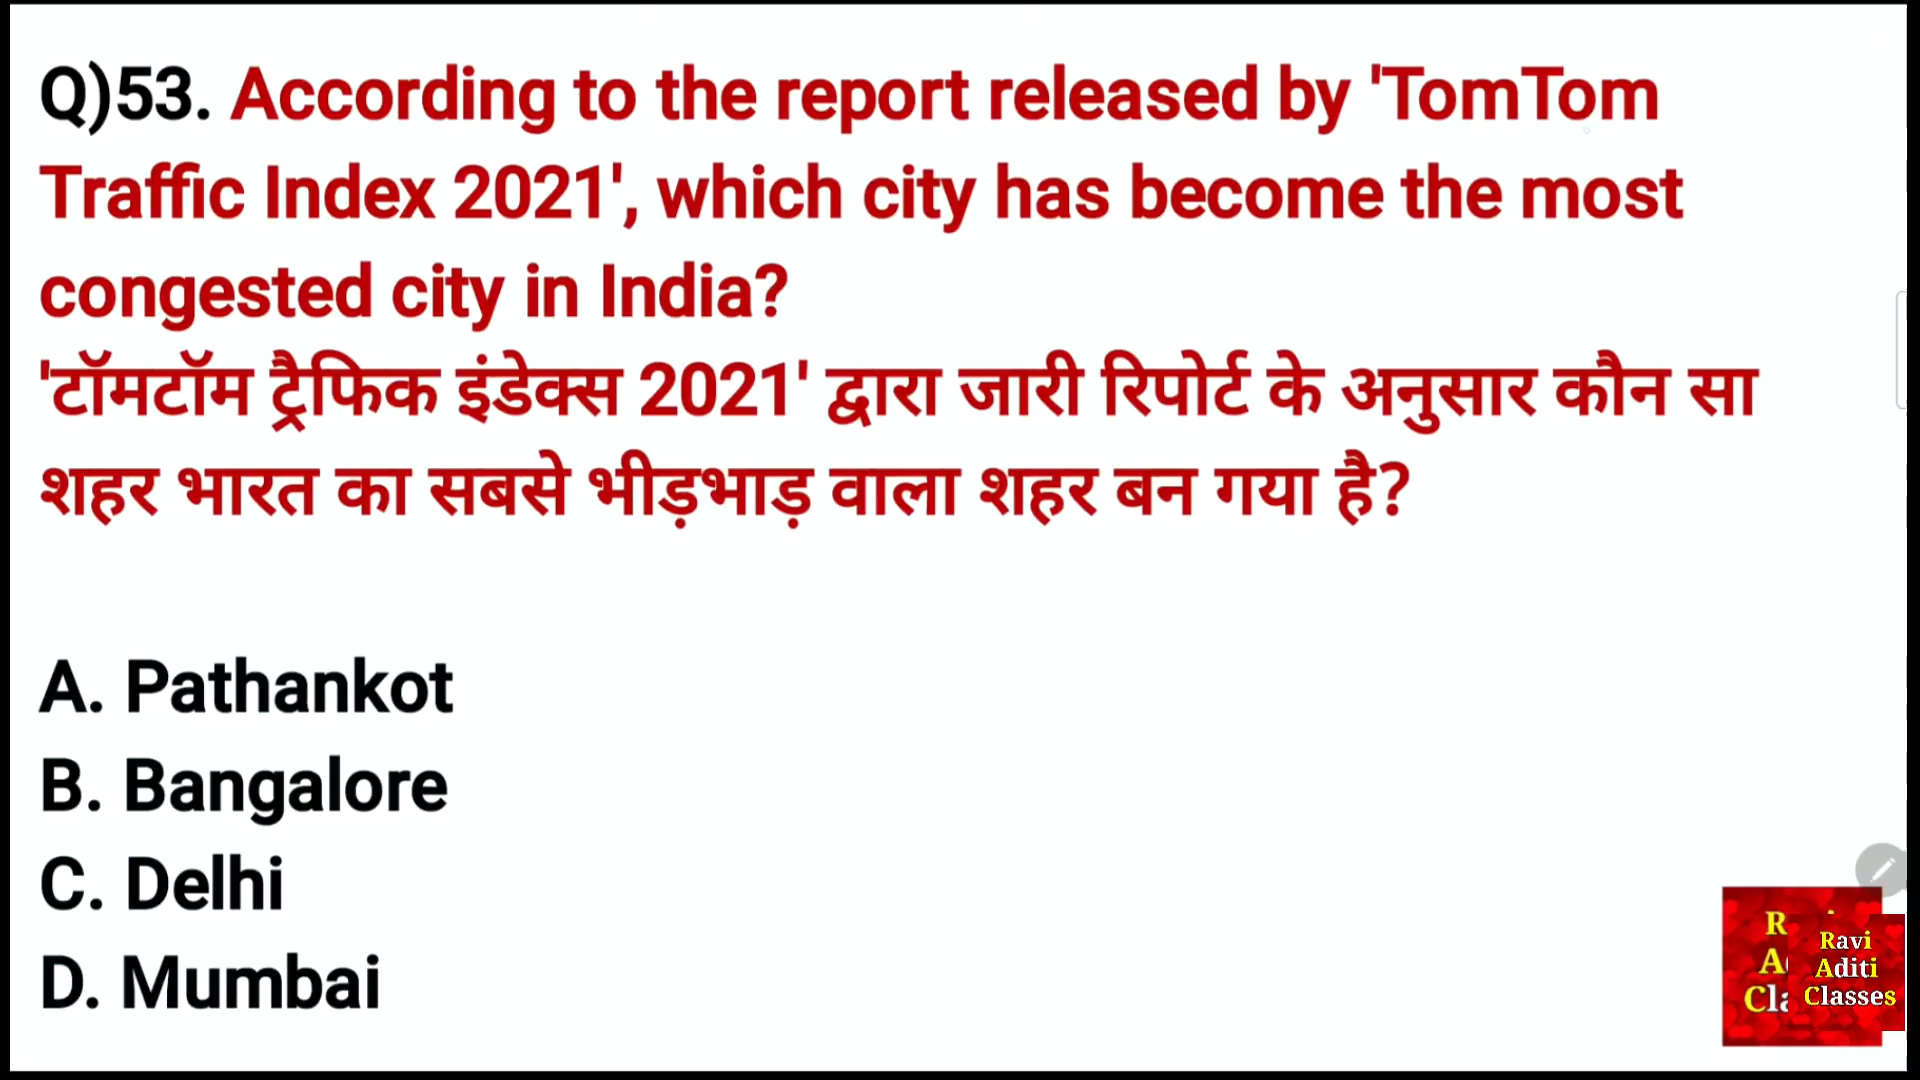 Q)53. According to the report released by 'TomTom
Traffic Index 2021', which city has become the most
congested city in India?
'टॉमटॉम ट्रैफिक इंडेक्स 2021' द्वारा जारी रिपोर्ट के अनुसार कौन सा
शहर भारत का सबसे भीड़भाड़ वाला शहर बन गया है?
A. Pathankot
B. Bangalore
C. Delhi
D. Mumbai
Ravi
Aditi
Classes